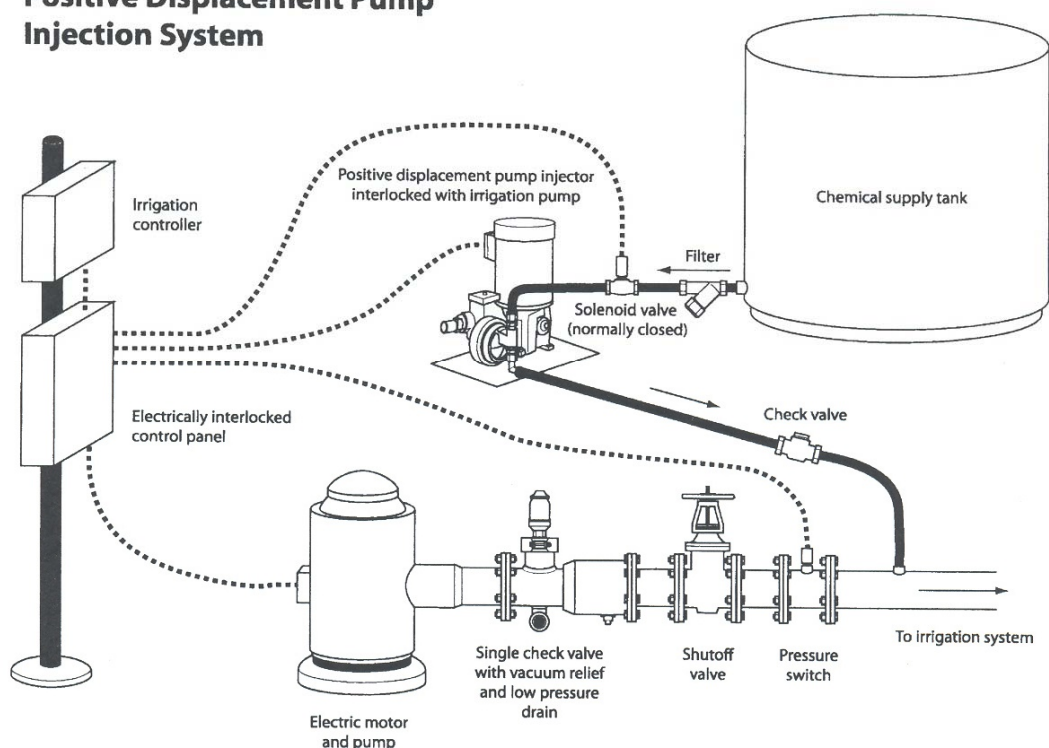 Positive Displacement Pump
Injection System
Positive displacement pump injector
interlocked with irrigation pump
Chemical supply tank
Irrigation
controller
Filter
Solenoid valve
(normally closed)
Electrically interlocked
control panel
Check valve
To irrigation system
Single check valve
with vacuum relief
and low pressure
drain
Shutoff
valve
Pressure
switch
Electric motor
and pump